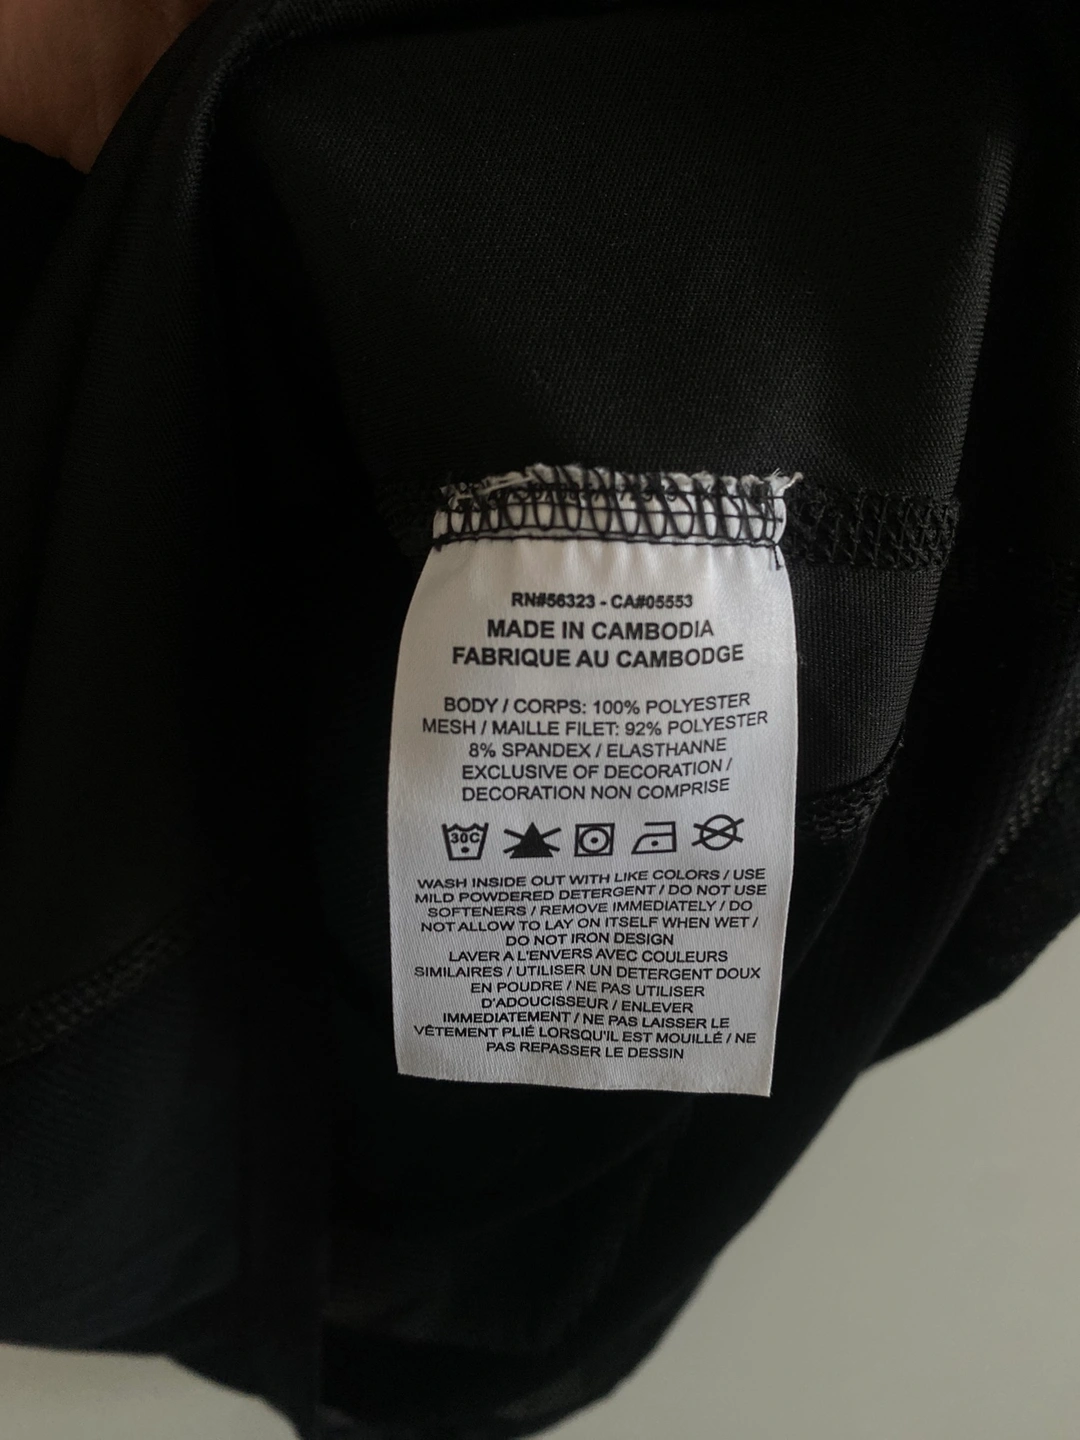 RN#56323 - CA#05553
MADE IN CAMBODIA
FABRIQUE AU CAMBODGE
BODY / CORPS: 100% POLYESTER
MESH / MAILLE FILET: 92% POLYESTER
8% SPANDEX / ELASTHANNE
EXCLUSIVE OF DECORATION /
DECORATION NON COMPRISE
30C
WASH INSIDE OUT WITH LIKE COLORS / USE
MILD POWDERED DETERGENT / DO NOT USE
SOFTENERS / REMOVE IMMEDIATELY / DO
NOT ALLOW TO LAY ON ITSELF WHEN WET /
DO NOT IRON DESIGN
LAVER A L'ENVERS AVEC COULEURS
SIMILAIRES / UTILISER UN DETERGENT DOUX
EN POUDRE / NE PAS UTILISER
D'ADOUCISSEUR / ENLEVER
IMMEDIATEMENT / NE PAS LAISSER LE
VÊTEMENT PLIÉ LORSQU'IL EST MOUILLÉ / NE
PAS REPASSER LE DESSIN